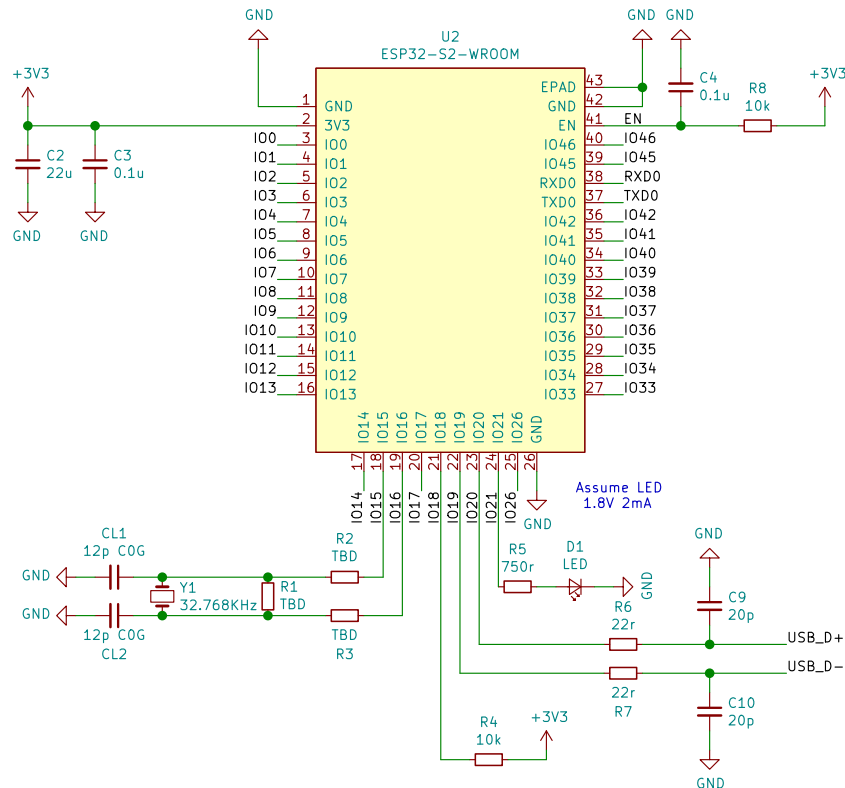 GND
GND
GND
U2
ESP32-S2-WROOM
+3V3
+3V3
C4
0.1u
R8
10k
C2
22u
C3
0.1u
GND
GND
1 GND
2 3V3
IO0 3 IO0
IO1 4 IO1
IO2 5 IO2
IO3 6 IO3
IO4 7 IO4
IO5 8 IO5
IO6 9 IO6
IO7 10 IO7
IO8 11 IO8
IO9 12 IO9
IO10 13 IO10
IO11 14 IO11
IO12 15 IO12
IO13 16 IO13
EPAD 43
GND 42
EN 41 EN
IO46 40 IO46
IO45 39 IO45
RXD0 38 RXD0
TXD0 37 TXD0
IO42 36 IO42
IO41 35 IO41
IO40 34 IO40
IO39 33 IO39
IO38 32 IO38
IO37 31 IO37
IO36 30 IO36
IO35 29 IO35
IO34 28 IO34
IO33 27 IO33
IO14 17 IO14
IO15 18 IO15
IO16 19 IO16
IO17 20 IO17
IO18 21 IO18
IO19 22 IO19
IO20 23 IO20
IO21 24 IO21
IO26 25 IO26
GND 26
GND
Assume LED
1.8V 2mA
CL1
12p C0G
GND
GND
12p C0G
CL2
Y1
32.768KHz
R1
TBD
R2
TBD
TBD
R3
R5
750r
D1
LED
GND
GND
C9
20p
R6
22r
USB_D+
USB_D-
22r
R7
C10
20p
GND
R4
10k
+3V3